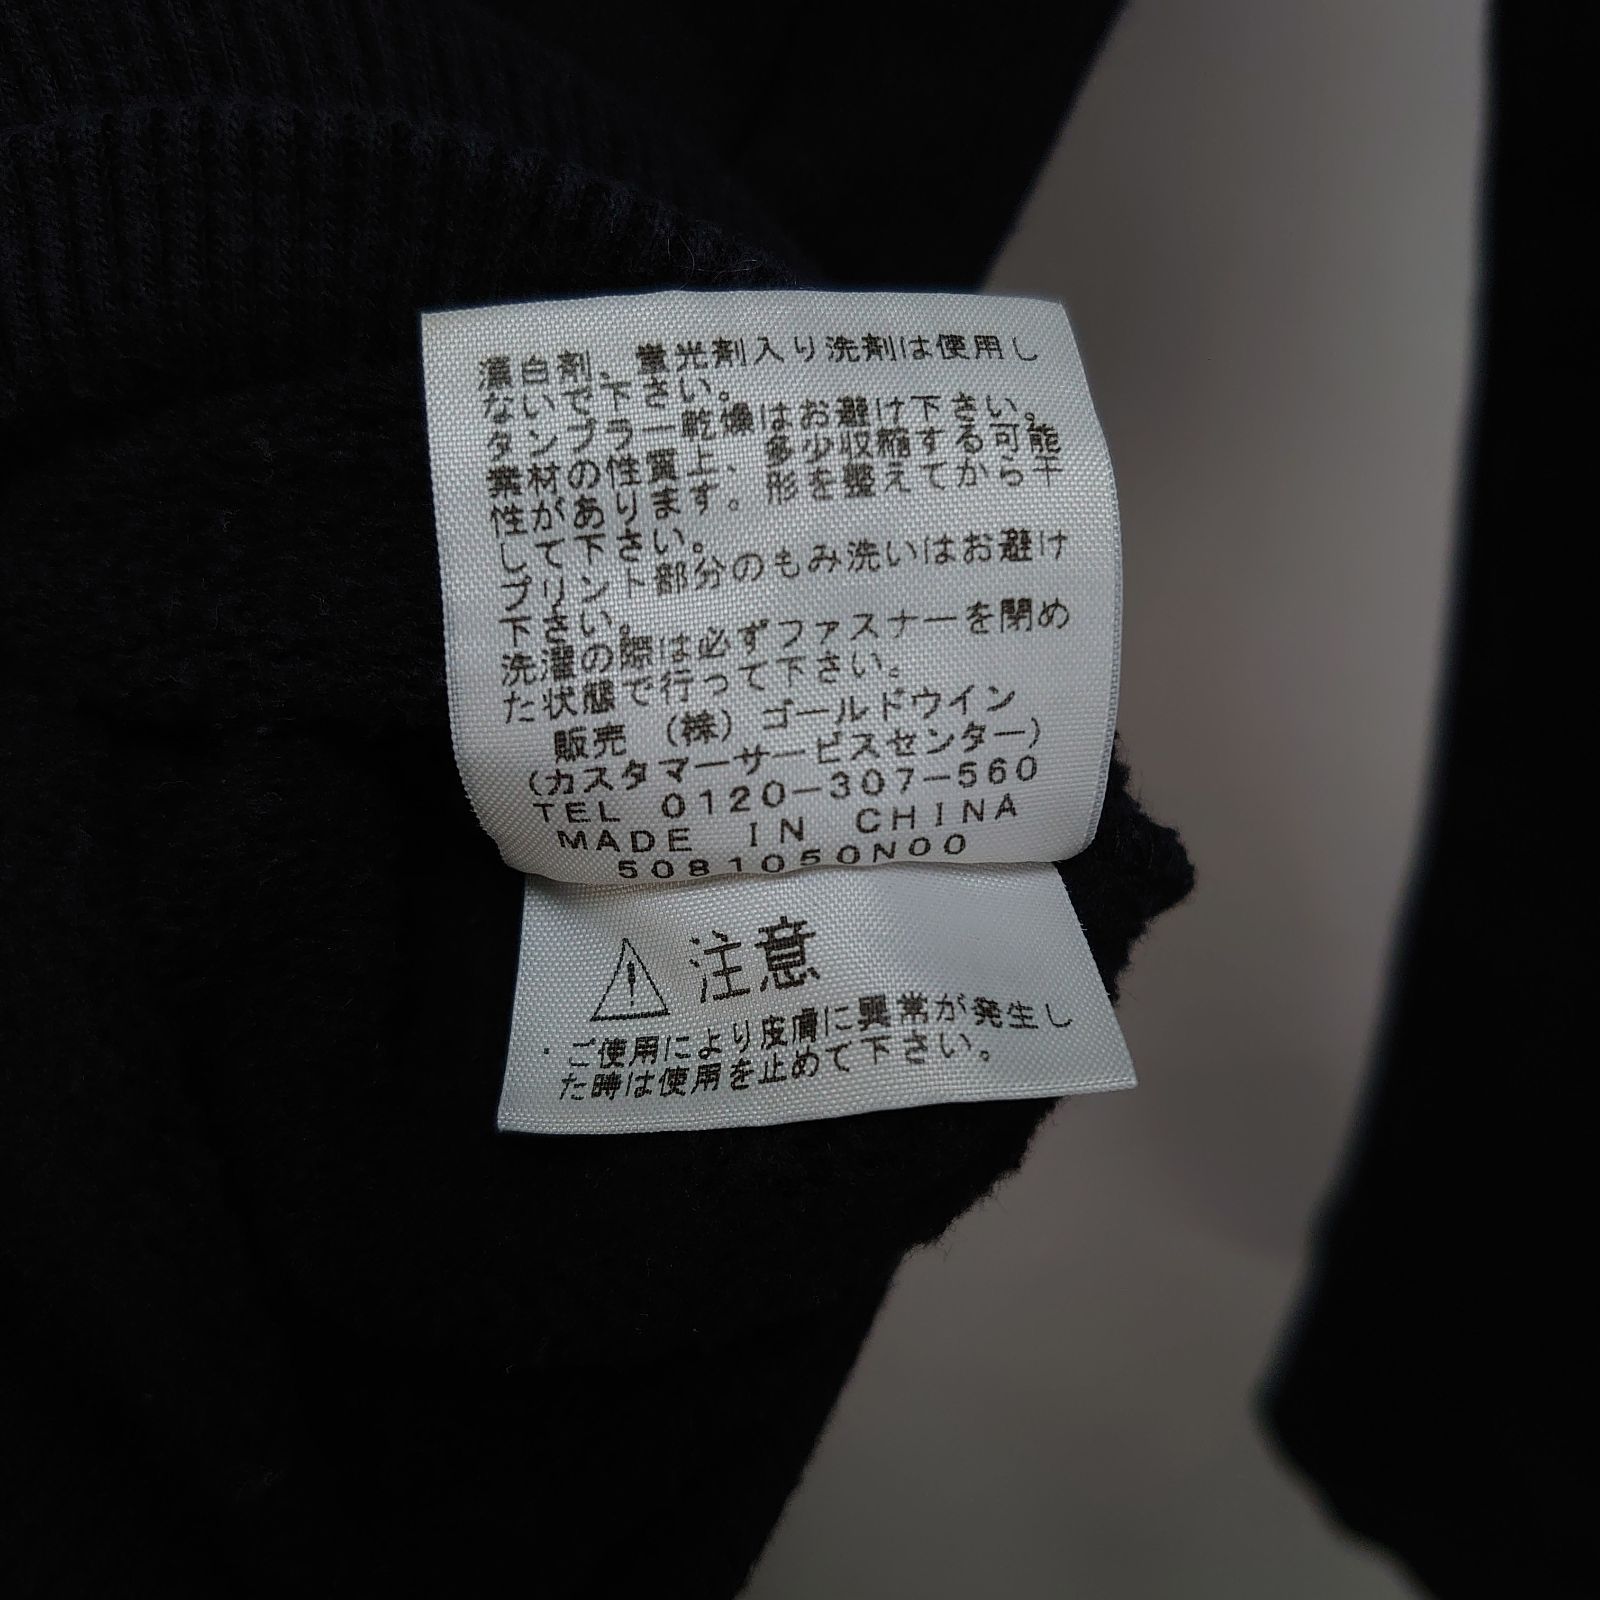 漂白剤、蛍光剤入り洗剤は使用し
ないで下さい。
タンブラー乾燥はお避け下さい。
素材の性質上、多少収縮する可能
性があります。形を整えてから干
して下さい。
プリント部分のもみ洗いはお避け
下さい。
洗濯の際は必ずファスナーを閉め
た状態で行って下さい。
販売 (株) ゴールドウイン
(カスタマーサービスセンター)
TEL 0120-307-560
MADE IN CHINA
5081050N00
注意
・ご使用により皮膚に異常が発生し
た時は使用を止めて下さい。